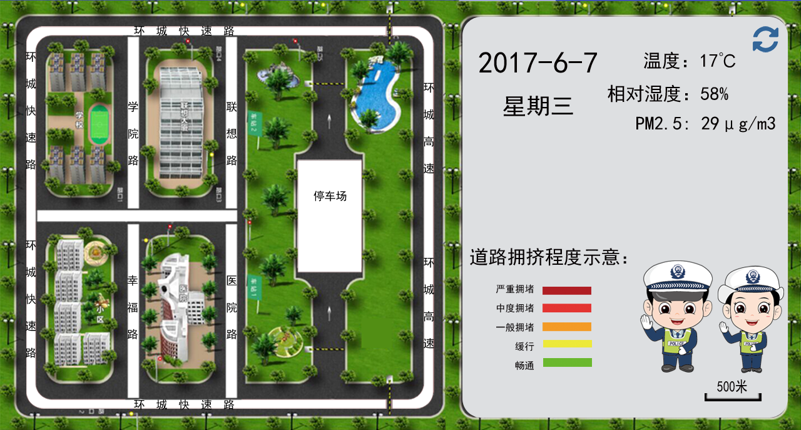 环城快速路
环城快速路
学院路
联想路
环城高速
停车场
环城快速路
幸福路
医院路
环城高速
小区
环城快速路
2017-6-7
星期三
温度：17℃
相对湿度：58%
PM2.5：29μg/m3
道路拥挤程度示意：
严重拥堵
中度拥堵
一般拥堵
缓行
畅通
500米